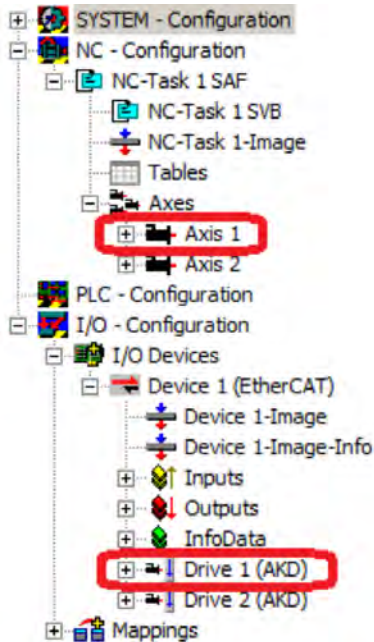 SYSTEM - Configuration
NC - Configuration
NC-Task 1 SAF
NC-Task 1 SVB
NC-Task 1-Image
Tables
Axes
Axis 1
Axis 2
PLC - Configuration
I/O - Configuration
I/O Devices
Device 1 (EtherCAT)
Device 1-Image
Device 1-Image-Info
Inputs
Outputs
InfoData
Drive 1 (AKD)
Drive 2 (AKD)
Mappings